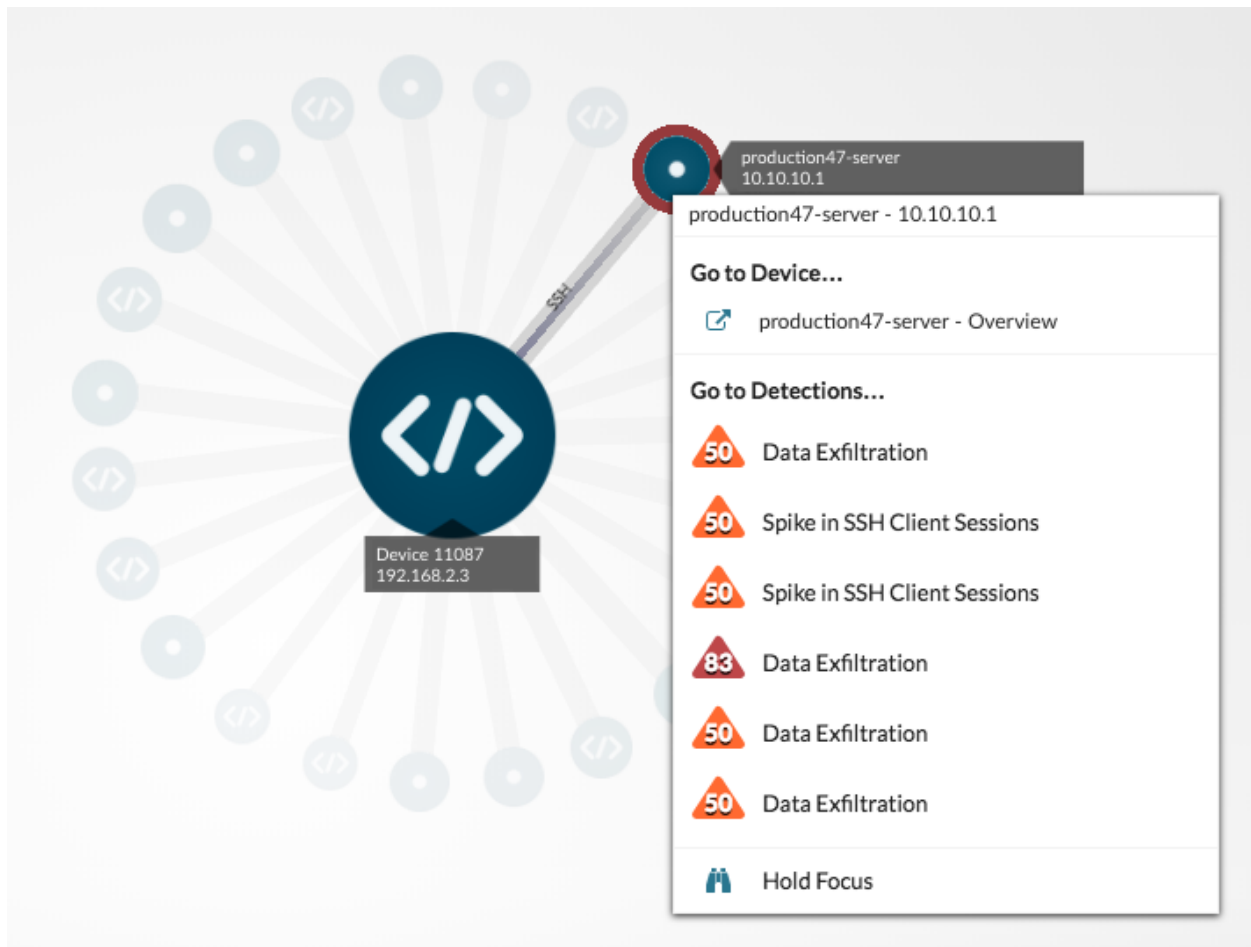 production47-server
10.10.10.1
production47-server - 10.10.10.1
Go to Device...
production47-server - Overview
SSH
Go to Detections...
50 Data Exfiltration
50 Spike in SSH Client Sessions
50 Spike in SSH Client Sessions
83 Data Exfiltration
50 Data Exfiltration
50 Data Exfiltration
Hold Focus
Device 11087
192.168.2.3